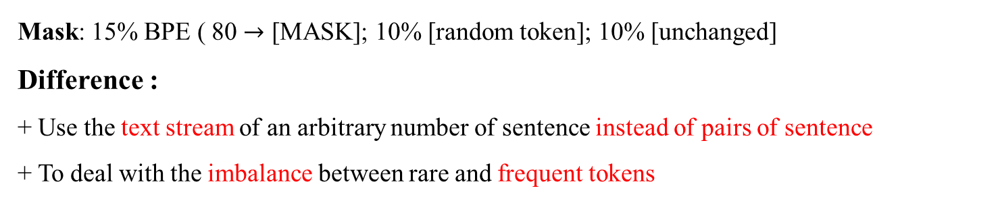 Mask: 15% BPE ( 80 → [MASK]; 10% [random token]; 10% [unchanged]
Difference :
+ Use the text stream of an arbitrary number of sentence instead of pairs of sentence
+ To deal with the imbalance between rare and frequent tokens